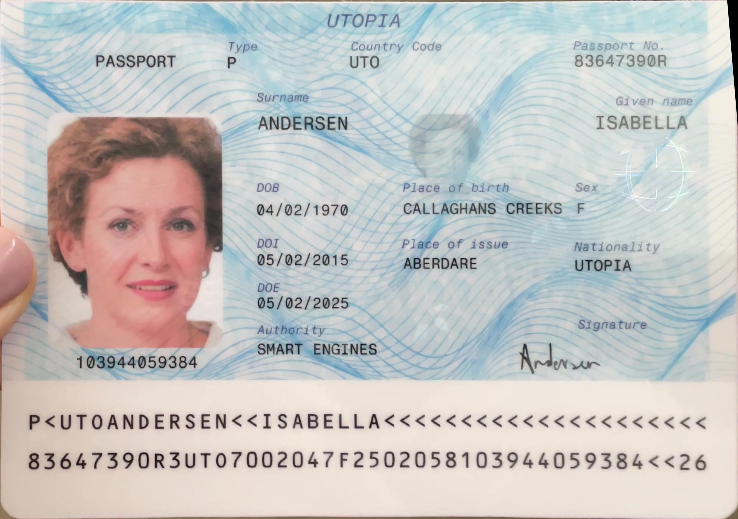 UTOPIA
Type Country Code Passport No.
PASSPORT P UTO 83647390R
Surname Given name
ANDERSEN ISABELLA
DOB Place of birth Sex
04/02/1970 CALLAGHANS CREEKS F
DOI Place of issue Nationality
05/02/2015 ABERDARE UTOPIA
DOE
05/02/2025
Authority Signature
SMART ENGINES Andersen
103944059384
P<UTOANDERSEN<<ISABELLA<<<<<<<<<<<<<<<<<<<<<
83647390R3UTO7002047F2502058103944059384<<26